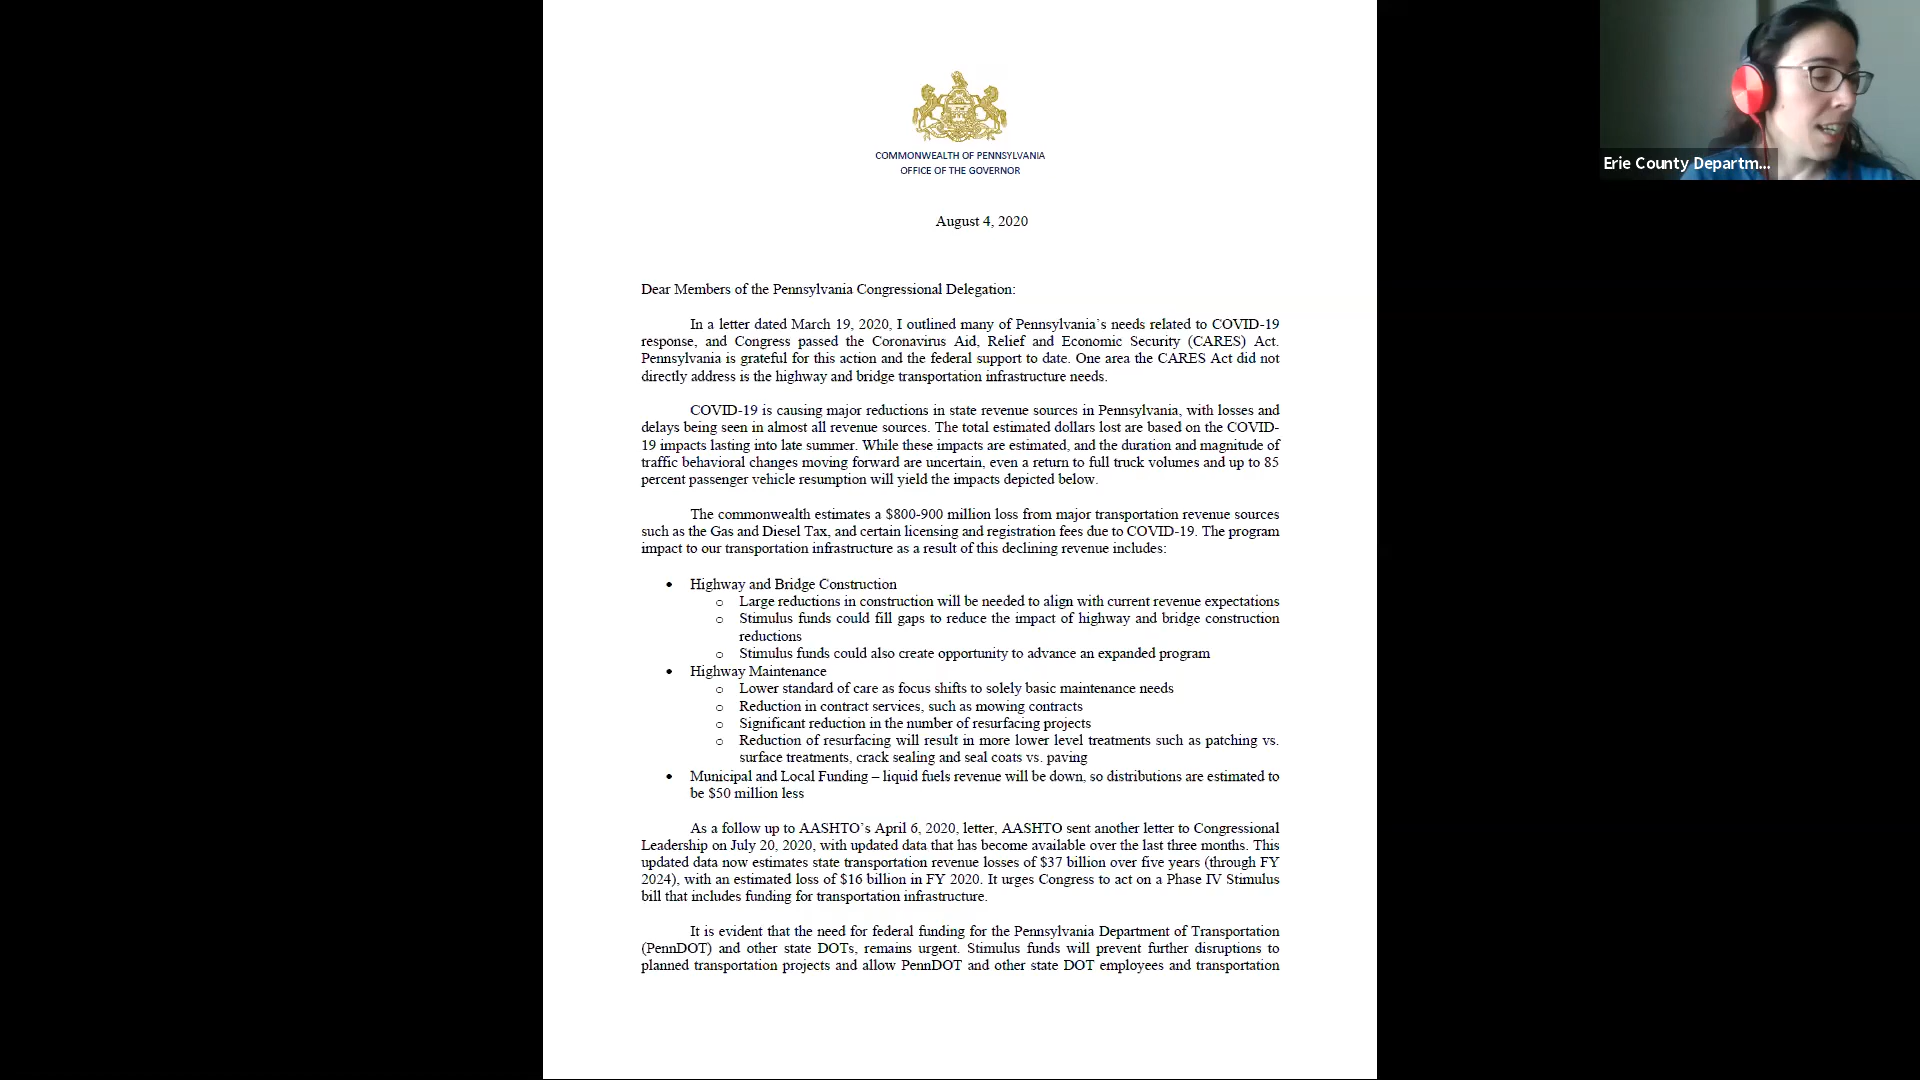 COMMONWEALTH OF PENNSYLVANIA
OFFICE OF THE GOVERNOR
August 4, 2020
Dear Members of the Pennsylvania Congressional Delegation:
In a letter dated March 19, 2020, I outlined many of Pennsylvania's needs related to COVID-19
response, and Congress passed the Coronavirus Aid, Relief and Economic Security (CARES) Act.
Pennsylvania is grateful for this action and the federal support to date. One area the CARES Act did not
directly address is the highway and bridge transportation infrastructure needs.
COVID-19 is causing major reductions in state revenue sources in Pennsylvania, with losses and
delays being seen in almost all revenue sources. The total estimated dollars lost are based on the COVID-
19 impacts lasting into late summer. While these impacts are estimated, and the duration and magnitude of
traffic behavioral changes moving forward are uncertain, even a return to full truck volumes and up to 85
percent passenger vehicle resumption will yield the impacts depicted below.
The commonwealth estimates a $800-900 million loss from major transportation revenue sources
such as the Gas and Diesel Tax, and certain licensing and registration fees due to COVID-19. The program
impact to our transportation infrastructure as a result of this declining revenue includes:
• Highway and Bridge Construction
o Large reductions in construction will be needed to align with current revenue expectations
o Stimulus funds could fill gaps to reduce the impact of highway and bridge construction
reductions
o Stimulus funds could also create opportunity to advance an expanded program
• Highway Maintenance
o Lower standard of care as focus shifts to solely basic maintenance needs
o Reduction in contract services, such as mowing contracts
o Significant reduction in the number of resurfacing projects
o Reduction of resurfacing will result in more lower level treatments such as patching vs.
surface treatments, crack sealing and seal coats vs. paving
• Municipal and Local Funding – liquid fuels revenue will be down, so distributions are estimated to
be $50 million less
As a follow up to AASHTO's April 6, 2020, letter, AASHTO sent another letter to Congressional
Leadership on July 20, 2020, with updated data that has become available over the last three months. This
updated data now estimates state transportation revenue losses of $37 billion over five years (through FY
2024), with an estimated loss of $16 billion in FY 2020. It urges Congress to act on a Phase IV Stimulus
bill that includes funding for transportation infrastructure.
It is evident that the need for federal funding for the Pennsylvania Department of Transportation
(PennDOT) and other state DOTs, remains urgent. Stimulus funds will prevent further disruptions to
planned transportation projects and allow PennDOT and other state DOT employees and transportation
Erie County Departm...